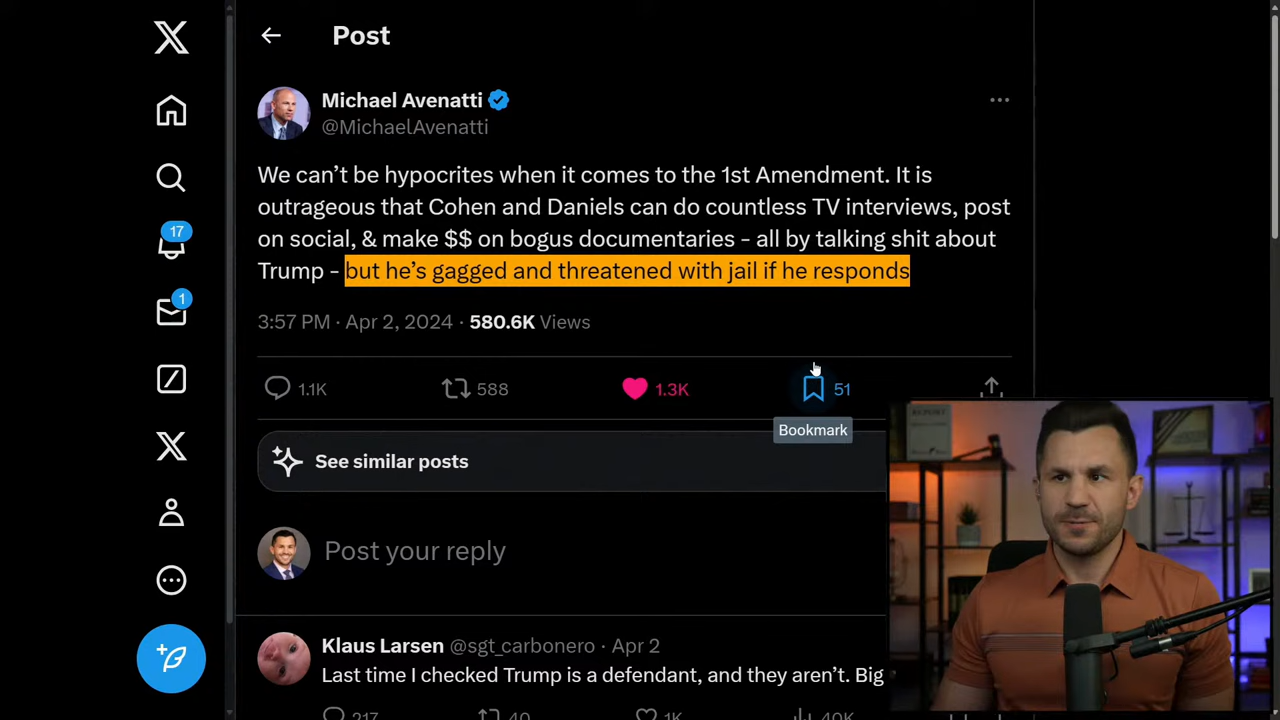 Post
Michael Avenatti
@MichaelAvenatti
We can’t be hypocrites when it comes to the 1st Amendment. It is
outrageous that Cohen and Daniels can do countless TV interviews, post
on social, & make $$ on bogus documentaries - all by talking shit about
Trump - but he’s gagged and threatened with jail if he responds
3:57 PM · Apr 2, 2024 · 580.6K Views
17
1
1.1K 588 1.3K 51
Bookmark
See similar posts
Post your reply
Klaus Larsen @sgt_carbonero · Apr 2
Last time I checked Trump is a defendant, and they aren’t. Big
217 40 1K 40K